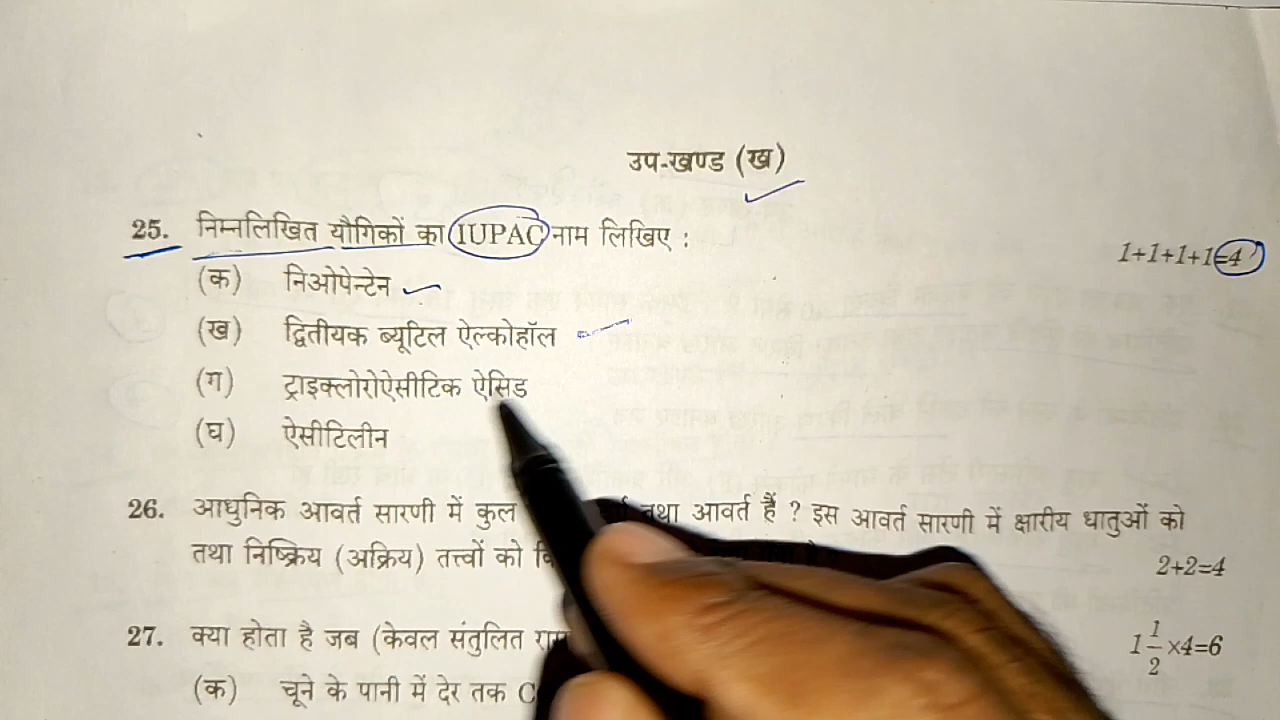 उप-खण्ड (ख)
25. निम्नलिखित यौगिकों का IUPAC नाम लिखिए : 1+1+1+1=4
(क) निओपेन्टेन
(ख) द्वितीयक ब्यूटिल ऐल्कोहॉल
(ग) ट्राइक्लोरोऐसीटिक ऐसिड
(घ) ऐसीटिलीन
26. आधुनिक आवर्त सारणी में कुल तथा आवर्त हैं ? इस आवर्त सारणी में क्षारीय धातुओं को
तथा निष्क्रिय (अक्रिय) तत्त्वों को 2+2=4
27. क्या होता है जब (केवल संतुलित 1 1/2 ×4=6
(क) चूने के पानी में देर तक C